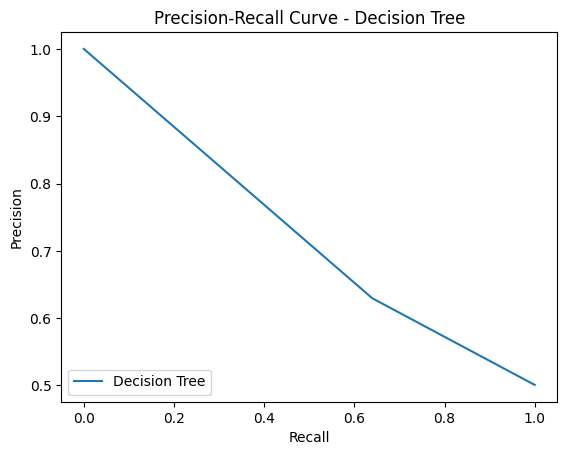 Precision-Recall Curve - Decision Tree
1.0
0.9
0.8
0.7
0.6
0.5
Precision
Decision Tree
0.0 0.2 0.4 0.6 0.8 1.0
Recall